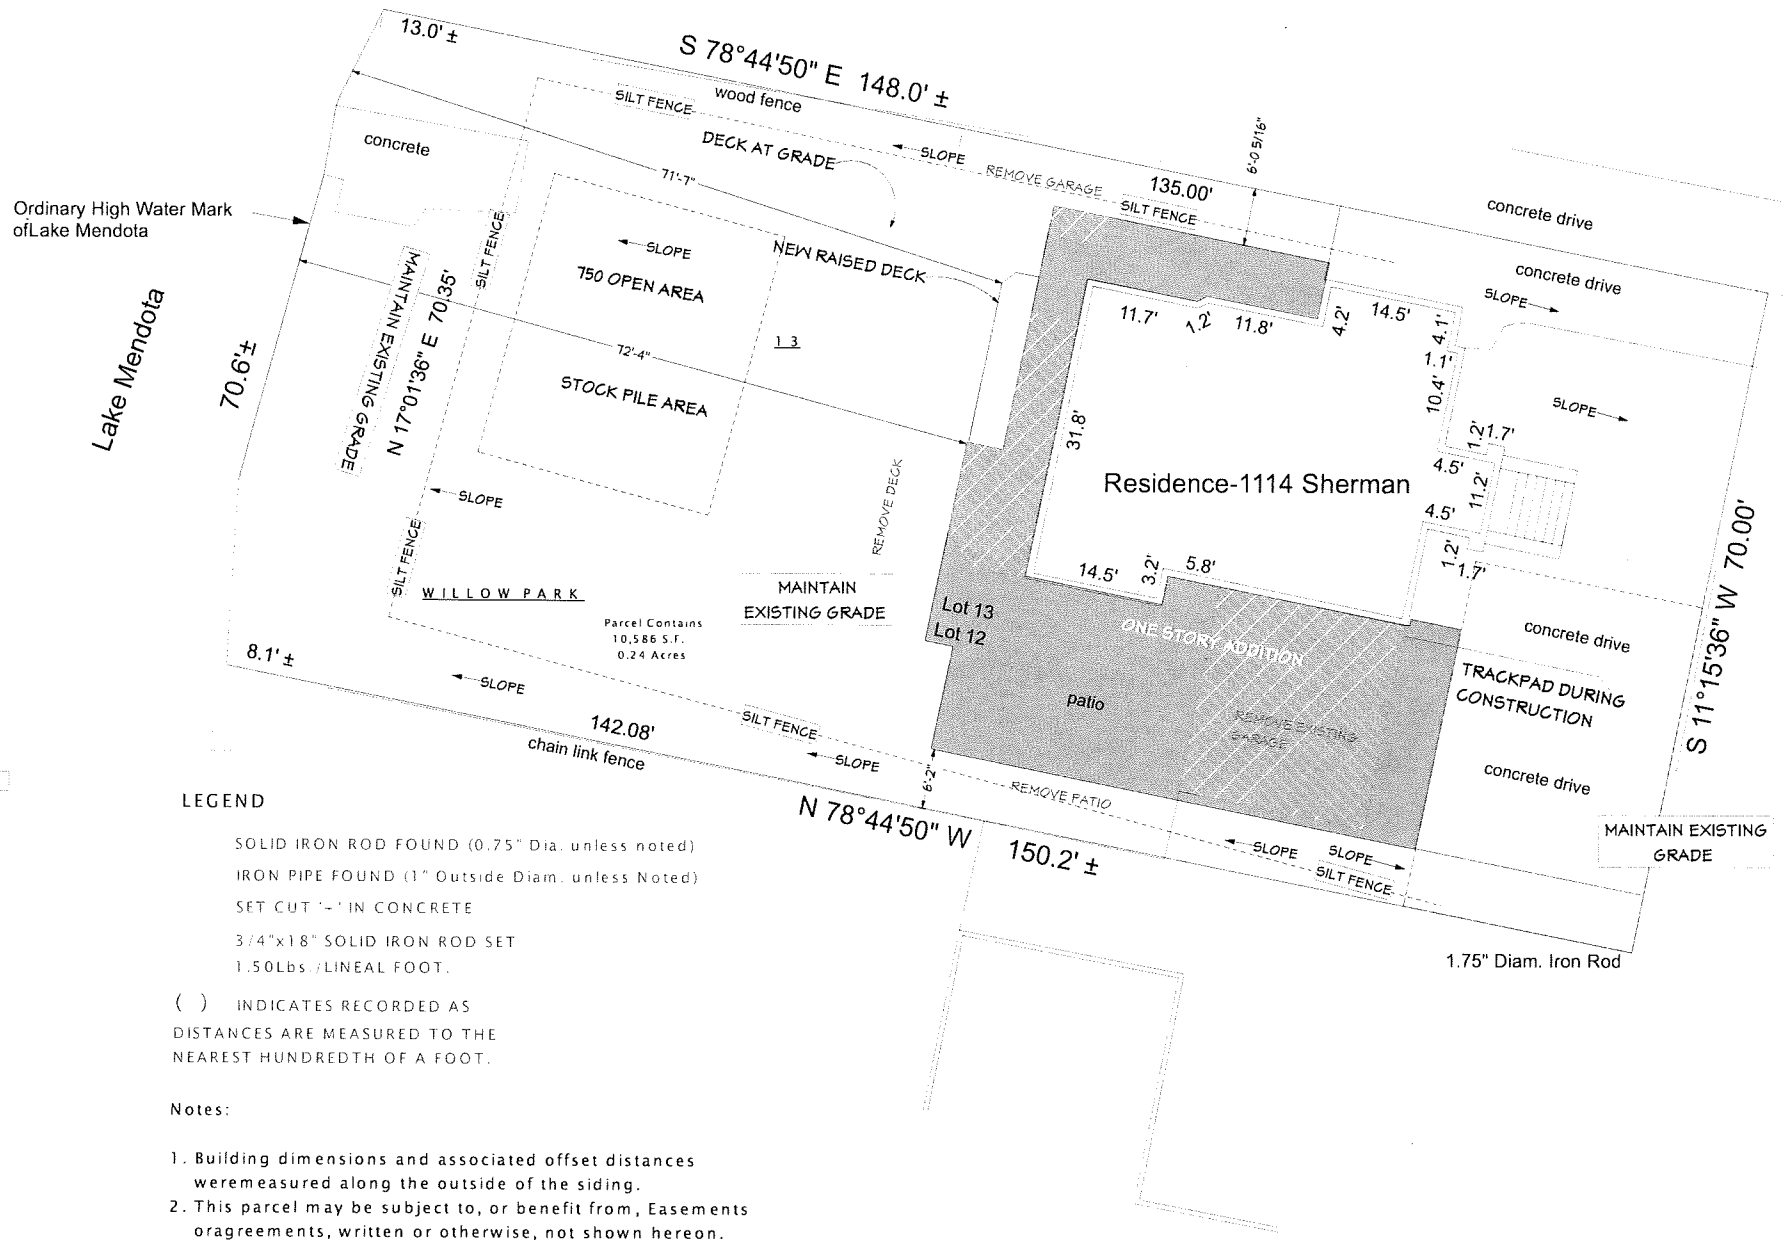 13.0' ±
S 78°44'50" E 148.0' ±
wood fence
SILT FENCE
DECK AT GRADE
SLOPE
REMOVE GARAGE
135.00'
SILT FENCE
6'-0 5/16"
concrete drive
concrete
71'-7"
Ordinary High Water Mark
ofLake Mendota
SILT FENCE
SLOPE
750 OPEN AREA
NEW RAISED DECK
concrete drive
SLOPE
Lake Mendota
70.6'±
MAINTAIN EXISTING GRADE
N 17°01'36" E 70.35'
13
72'-4"
STOCK PILE AREA
11.7'
1.2'
11.8'
4.2'
14.5'
4.1'
1.1'
10.4'
SLOPE
31.8'
1.2'
1.7'
4.5'
11.2'
Residence-1114 Sherman
4.5'
1.2'
1.7'
S 11°15'36" W 70.00'
SLOPE
REMOVE DECK
SILT FENCE
WILLOW PARK
MAINTAIN
EXISTING GRADE
14.5'
3.2'
5.8'
Lot 13
Lot 12
ONE STORY ADDITION
Parcel Contains
10,586 S.F.
0.24 Acres
concrete drive
TRACKPAD DURING
CONSTRUCTION
8.1' ±
SLOPE
142.08'
chain link fence
SILT FENCE
SLOPE
patio
REMOVE EXISTING
GARAGE
concrete drive
6'-2"
REMOVE PATIO
N 78°44'50" W 150.2' ±
SLOPE
SLOPE
SILT FENCE
MAINTAIN EXISTING
GRADE
1.75" Diam. Iron Rod
LEGEND
SOLID IRON ROD FOUND (0.75" Dia. unless noted)
IRON PIPE FOUND (1" Outside Diam. unless Noted)
SET CUT '+' IN CONCRETE
3/4"x18" SOLID IRON ROD SET
1.50Lbs./LINEAL FOOT.
( ) INDICATES RECORDED AS
DISTANCES ARE MEASURED TO THE
NEAREST HUNDREDTH OF A FOOT.
Notes:
1. Building dimensions and associated offset distances
weremeasured along the outside of the siding.
2. This parcel may be subject to, or benefit from, Easements
oragreements, written or otherwise, not shown hereon.